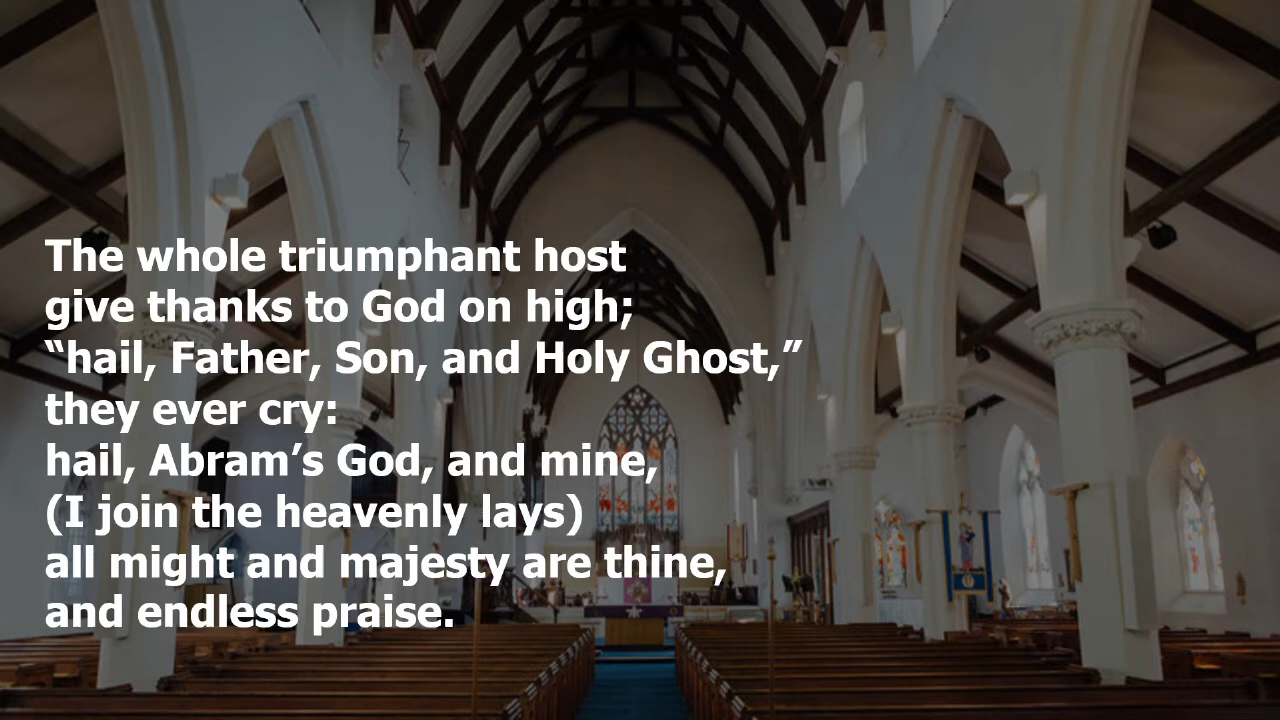 The whole triumphant host
give thanks to God on high;
“hail, Father, Son, and Holy Ghost,”
they ever cry:
hail, Abram’s God, and mine,
(I join the heavenly lays)
all might and majesty are thine,
and endless praise.